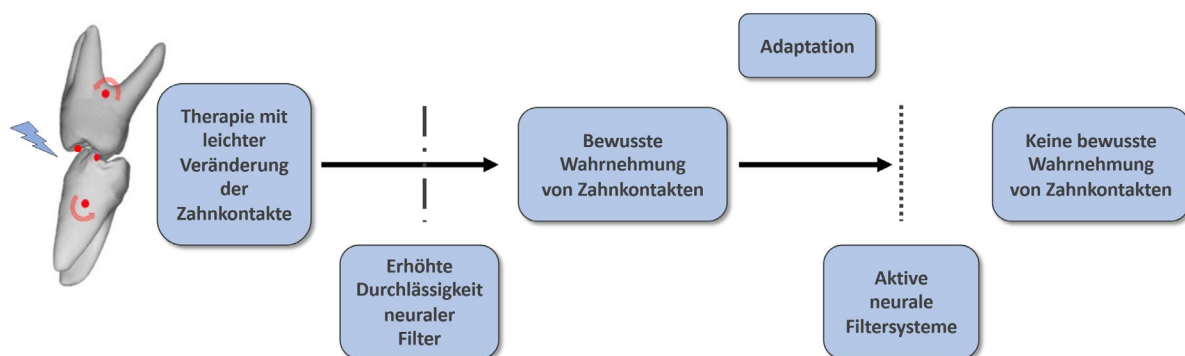 Therapie mit
leichter
Veränderung
der
Zahnkontakte
Erhöhte
Durchlässigkeit
neuraler
Filter
Bewusste
Wahrnehmung
von Zahnkontakten
Adaptation
Aktive
neurale
Filtersysteme
Keine bewusste
Wahrnehmung
von Zahnkontakten